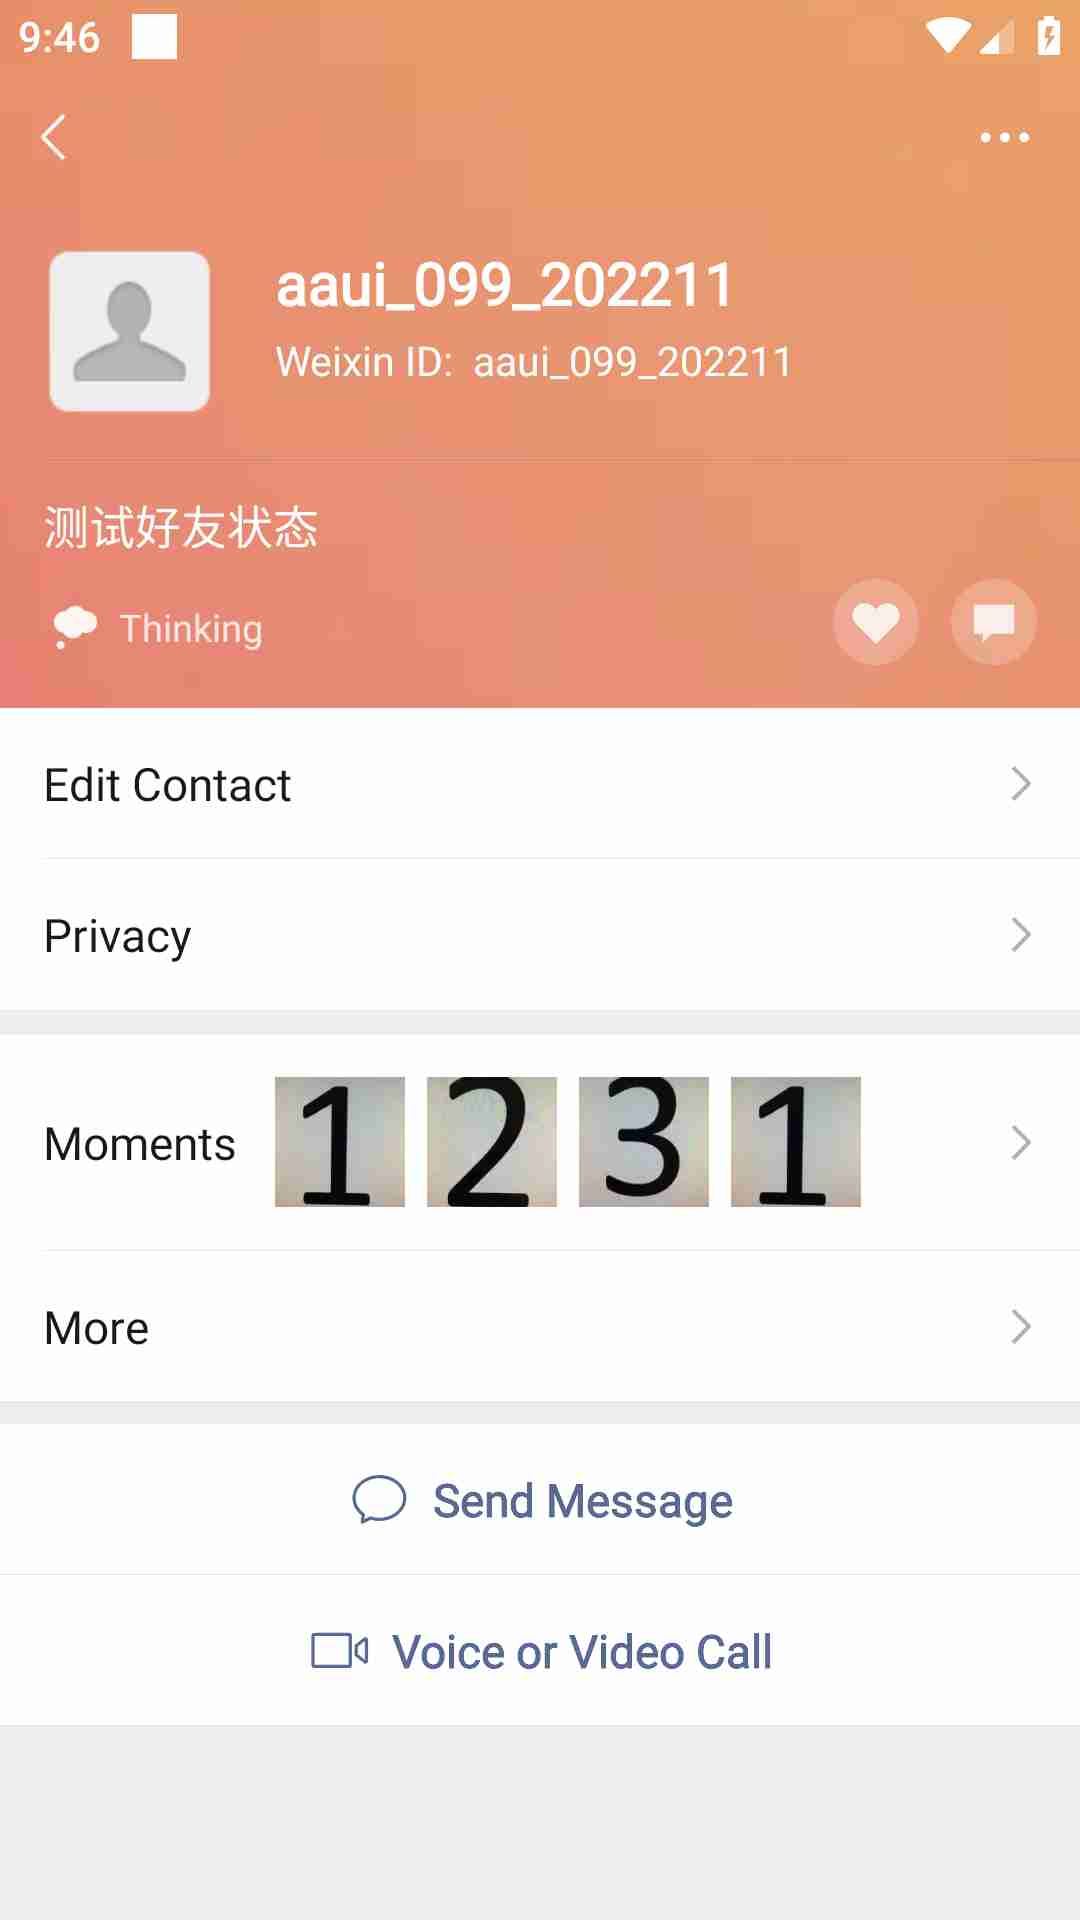 9:46
aaui_099_202211
Weixin ID: aaui_099_202211
测试好友状态
Thinking
Edit Contact
Privacy
Moments 1 2 3 1
More
Send Message
Voice or Video Call